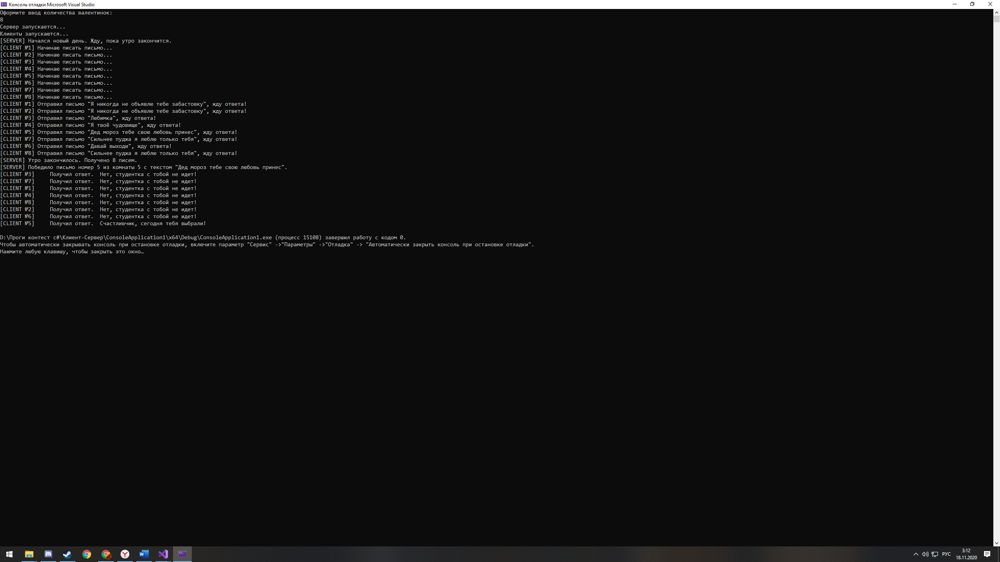 Консоль отладки Microsoft Visual Studio
Оформите ввод количества валентинок:
8
Сервер запускается...
Клиенты запускаются...
[SERVER] Начался новый день. Жду, пока утро закончится.
[CLIENT №1] Начинаю писать письмо...
[CLIENT №2] Начинаю писать письмо...
[CLIENT №3] Начинаю писать письмо...
[CLIENT №4] Начинаю писать письмо...
[CLIENT №5] Начинаю писать письмо...
[CLIENT №6] Начинаю писать письмо...
[CLIENT №7] Начинаю писать письмо...
[CLIENT №8] Начинаю писать письмо...
[CLIENT №1] Отправил письмо "Я никогда не объявлю тебе забастовку", жду ответа!
[CLIENT №2] Отправил письмо "Я никогда не объявлю тебе забастовку", жду ответа!
[CLIENT №3] Отправил письмо "Любимка", жду ответа!
[CLIENT №4] Отправил письмо "Я твоё чудовище", жду ответа!
[CLIENT №5] Отправил письмо "Дед мороз тебе свою любовь принес", жду ответа!
[CLIENT №7] Отправил письмо "Сильнее пуджа я люблю только тебя", жду ответа!
[CLIENT №6] Отправил письмо "Давай выходи", жду ответа!
[CLIENT №8] Отправил письмо "Сильнее пуджа я люблю только тебя", жду ответа!
[SERVER] Утро закончилось. Получено 8 писем.
[SERVER] Победило письмо номер 5 из комнаты 5 с текстом "Дед мороз тебе свою любовь принес".
[CLIENT №3]     Получил ответ.  Нет, студентка с тобой не идет!
[CLIENT №7]     Получил ответ.  Нет, студентка с тобой не идет!
[CLIENT №1]     Получил ответ.  Нет, студентка с тобой не идет!
[CLIENT №4]     Получил ответ.  Нет, студентка с тобой не идет!
[CLIENT №8]     Получил ответ.  Нет, студентка с тобой не идет!
[CLIENT №2]     Получил ответ.  Нет, студентка с тобой не идет!
[CLIENT №6]     Получил ответ.  Нет, студентка с тобой не идет!
[CLIENT №5]     Получил ответ.  Счастливчик, сегодня тебя выбрали!
D:\Проги контест c#\Клиент-Сервер\ConsoleApplication1\x64\Debug\ConsoleApplication1.exe (процесс 15108) завершил работу с кодом 0.
Чтобы автоматически закрывать консоль при остановке отладки, включите параметр "Сервис" ->"Параметры" ->"Отладка" -> "Автоматически закрыть консоль при остановке отладки".
Нажмите любую клавишу, чтобы закрыть это окно…
РУС
3:12
18.11.2020